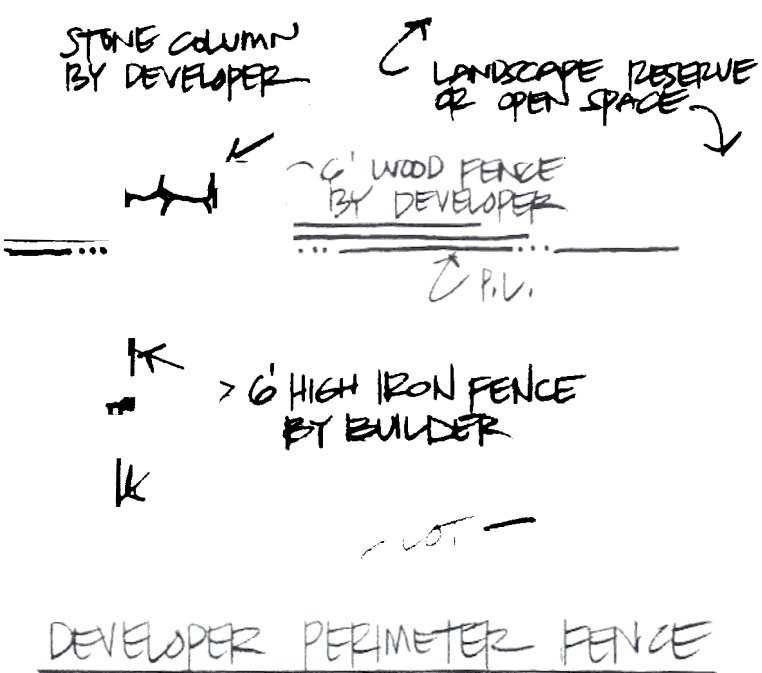 STONE COLUMN
BY DEVELOPER
LANDSCAPE RESERVE
OR OPEN SPACE
6' WOOD FENCE
BY DEVELOPER
P.L.
6' HIGH IRON FENCE
BY BUILDER
LOT
DEVELOPER PERIMETER FENCE